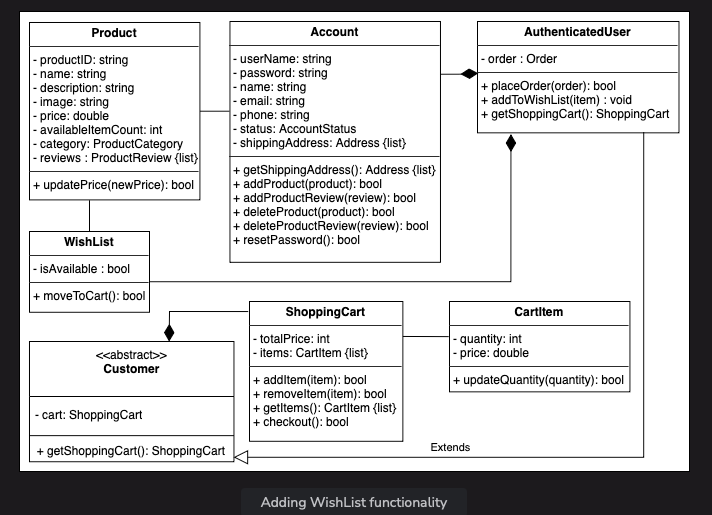 Product
- productID: string
- name: string
- description: string
- image: string
- price: double
- availableItemCount: int
- category: ProductCategory
- reviews : ProductReview {list}
+ updatePrice(newPrice): bool
Account
- userName: string
- password: string
- name: string
- email: string
- phone: string
- status: AccountStatus
- shippingAddress: Address {list}
+ getShippingAddress(): Address {list}
+ addProduct(product): bool
+ addProductReview(review): bool
+ deleteProduct(product): bool
+ deleteProductReview(review): bool
+ resetPassword(): bool
AuthenticatedUser
- order : Order
+ placeOrder(order): bool
+ addToWishList(item) : void
+ getShoppingCart(): ShoppingCart
WishList
- isAvailable : bool
+ moveToCart(): bool
ShoppingCart
- totalPrice: int
- items: CartItem {list}
+ addItem(item): bool
+ removeItem(item): bool
+ getItems(): CartItem {list}
+ checkout(): bool
CartItem
- quantity: int
- price: double
+ updateQuantity(quantity): bool
<<abstract>>
Customer
- cart: ShoppingCart
+ getShoppingCart(): ShoppingCart
Extends
Adding WishList functionality